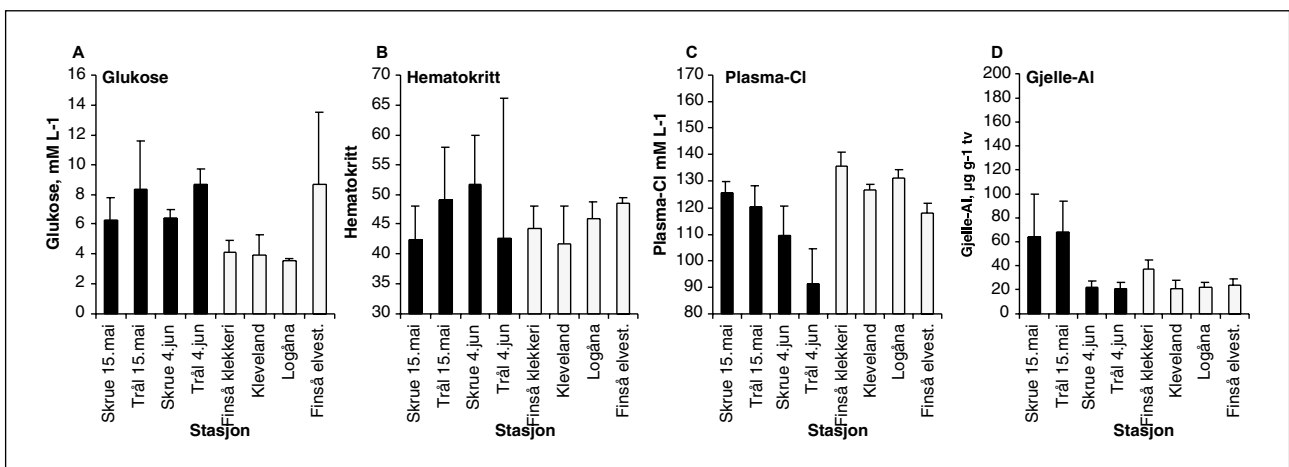 A
Glukose
16
14
12
10
8
6
4
2
0
Glukose, mM L-1
Skrue 15.mai
Trål 15.mai
Skrue 4.jun
Trål 4.jun
Finså klekkeri
Kleveland
Logåna
Finså elvest.
Stasjon
B
Hematokritt
70
65
60
55
50
45
40
35
30
Hematokritt
Skrue 15.mai
Trål 15.mai
Skrue 4.jun
Trål 4.jun
Finså klekkeri
Kleveland
Logåna
Finså elvest.
Stasjon
C
Plasma-Cl
170
160
150
140
130
120
110
100
90
80
Plasma-Cl mM L-1
Skrue 15.mai
Trål 15.mai
Skrue 4.jun
Trål 4.jun
Finså klekkeri
Kleveland
Logåna
Finså elvest.
Stasjon
D
Gjelle-Al
200
180
160
140
120
100
80
60
40
20
0
Gjelle-Al, µg g-1 tv
Skrue 15.mai
Trål 15.mai
Skrue 4.jun
Trål 4.jun
Finså klekkeri
Kleveland
Logåna
Finså elvest.
Stasjon